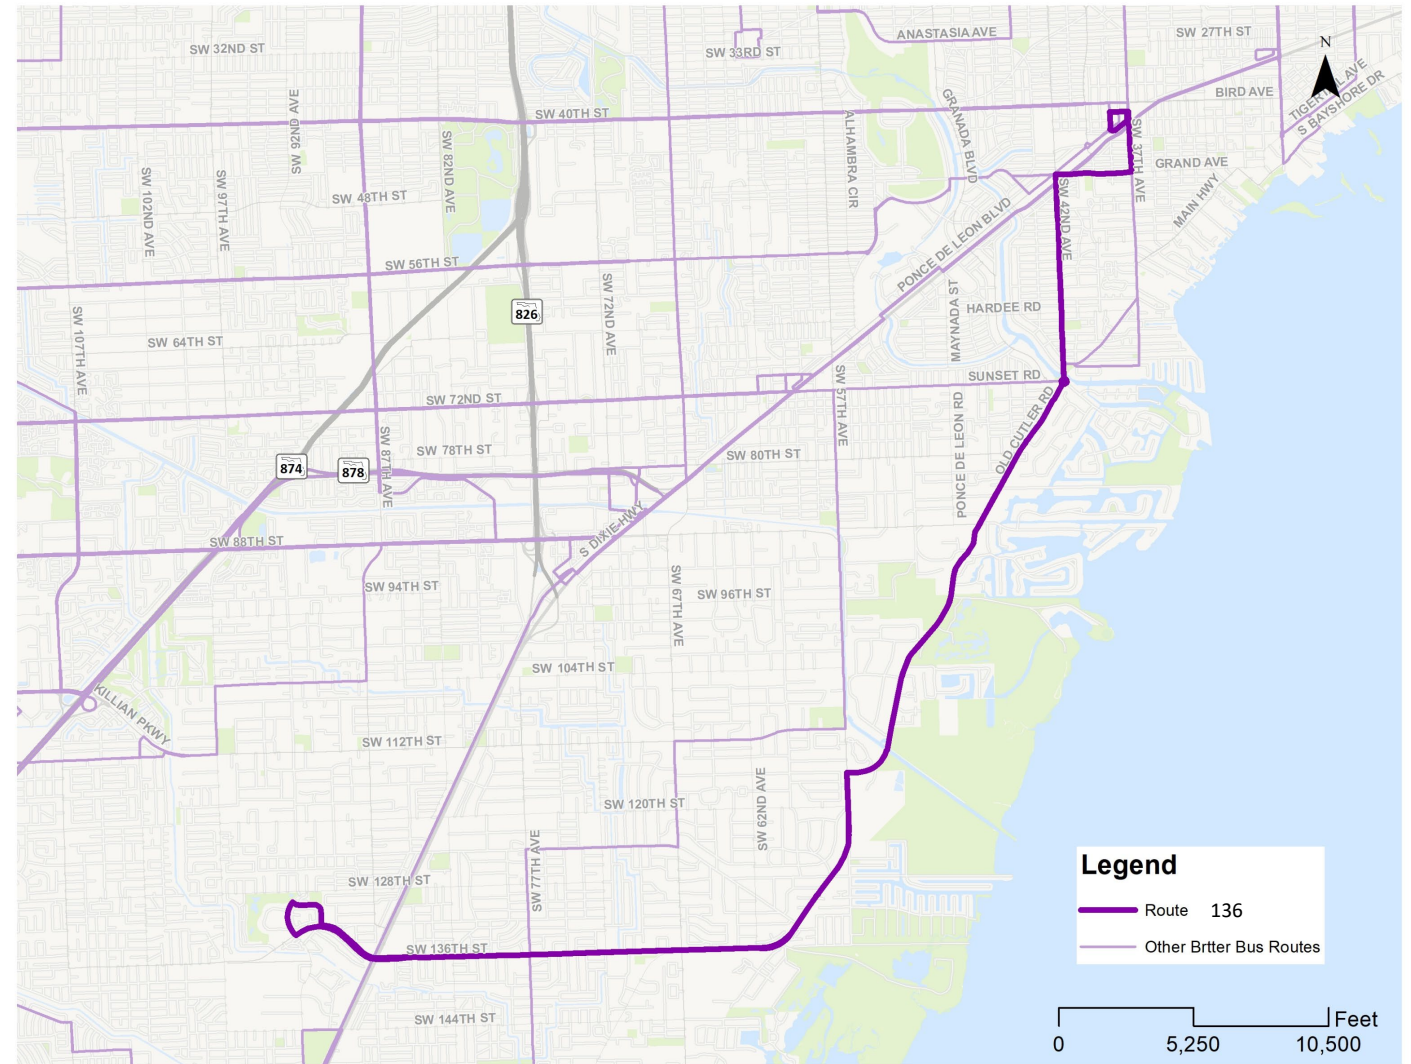 SW 32ND ST
SW 33RD ST
ANASTASIA AVE
SW 27TH ST
N
TIGERTAIL AVE
S BAYSHORE DR
BIRD AVE
SW 40TH ST
SW 92ND AVE
SW 82ND AVE
ALHAMBRA CIR
GRANADA BLVD
SW 37TH AVE
GRAND AVE
MAIN HWY
SW 102ND AVE
SW 97TH AVE
SW 48TH ST
SW 42ND AVE
PONCE DE LEON BLVD
SW 56TH ST
826
SW 72ND AVE
MAYNADA ST
HARDEE RD
SW 107TH AVE
SW 64TH ST
SUNSET RD
SW 72ND ST
SW 57TH AVE
PONCE DE LEON RD
OLD CUTLER RD
SW 87TH AVE
SW 78TH ST
SW 80TH ST
874
878
S DIXIE HWY
SW 88TH ST
SW 94TH ST
SW 67TH AVE
SW 96TH ST
SW 104TH ST
KILLIAN PKWY
SW 112TH ST
SW 62ND AVE
SW 120TH ST
SW 77TH AVE
SW 128TH ST
SW 136TH ST
SW 144TH ST
Legend
Route 136
Other Brtter Bus Routes
Feet
0 5,250 10,500